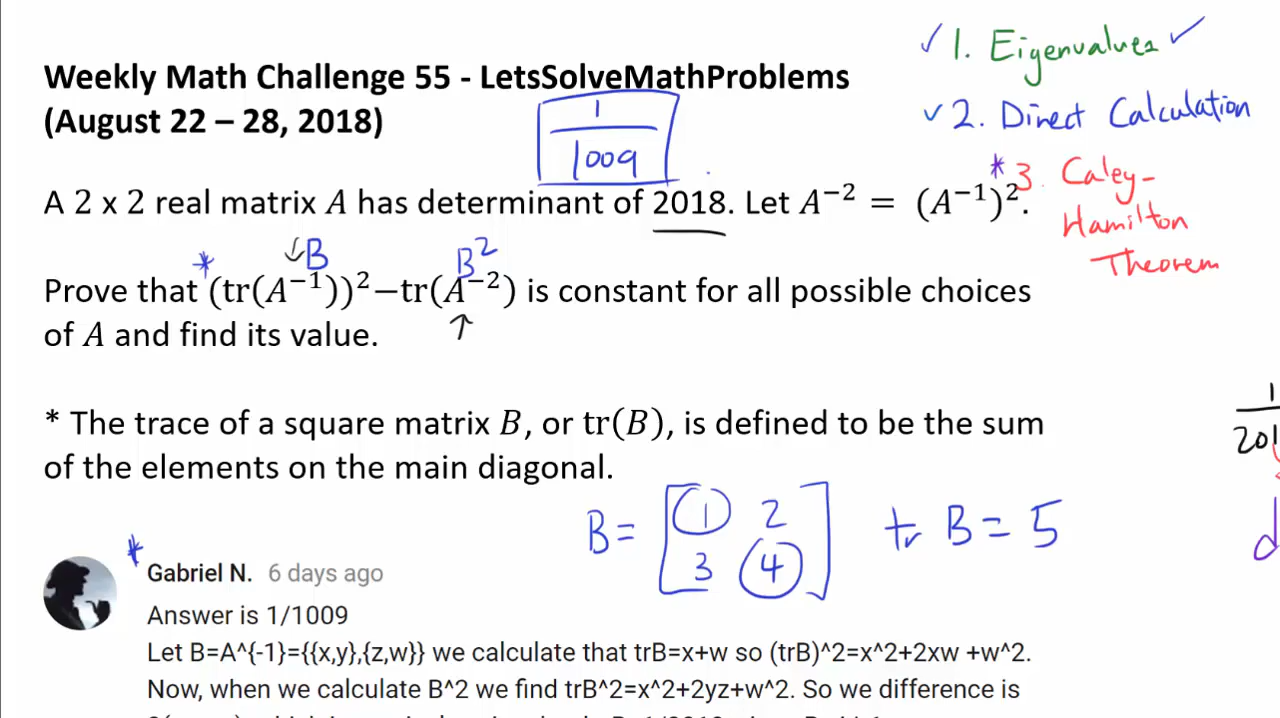 ✓ 1. Eigenvalues ✓
Weekly Math Challenge 55 - LetsSolveMathProblems
(August 22 – 28, 2018)
✓ 2. Direct Calculation
1
1009
* 3. Caley-
Hamilton
Theorem
A 2 x 2 real matrix A has determinant of 2018. Let A⁻² = (A⁻¹)².
* ↓B B²
Prove that (tr(A⁻¹))²−tr(A⁻²) is constant for all possible choices
of A and find its value. ↑
* The trace of a square matrix B, or tr(B), is defined to be the sum
of the elements on the main diagonal.
1
201
B = [1 2
3 4] tr B = 5
d
* Gabriel N. 6 days ago
Answer is 1/1009
Let B=A^{-1}={{x,y},{z,w}} we calculate that trB=x+w so (trB)^2=x^2+2xw +w^2.
Now, when we calculate B^2 we find trB^2=x^2+2yz+w^2. So we difference is